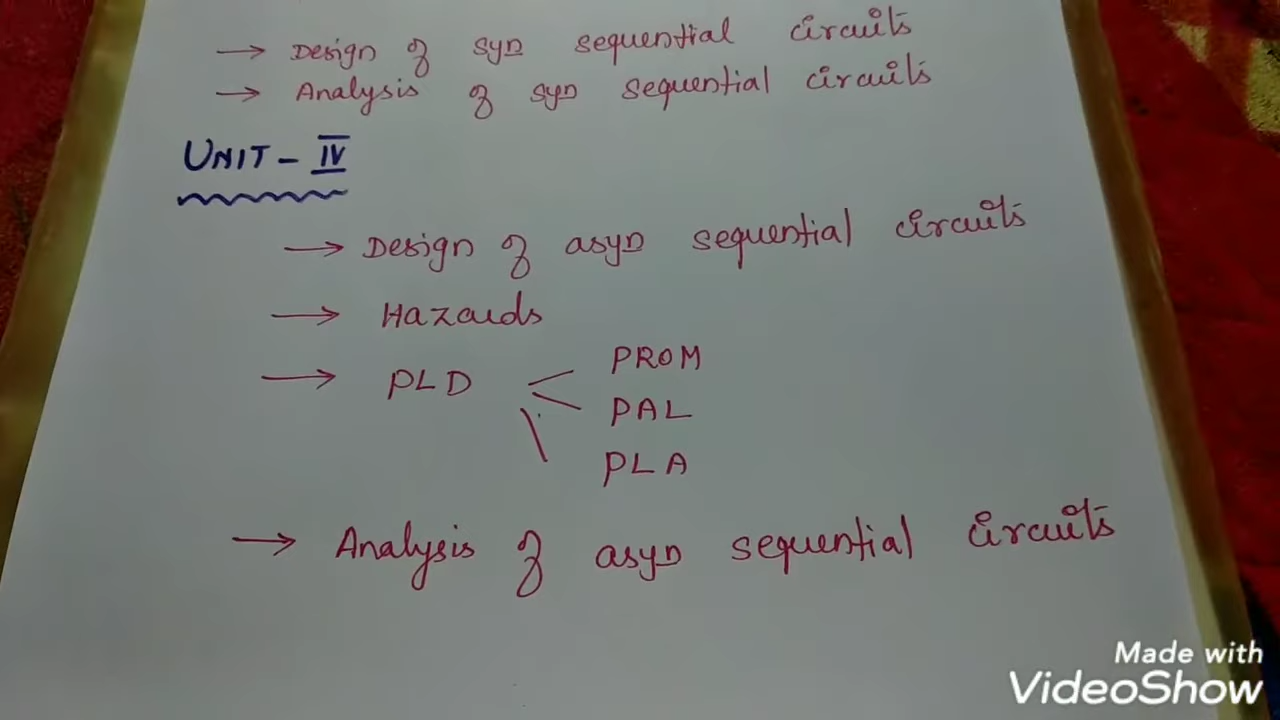 → Design of syn sequential circuits
→ Analysis of syn sequential circuits
UNIT - IV
→ Design of asyn sequential circuits
→ Hazards
→ PLD PROM
PAL
PLA
→ Analysis of asyn sequential circuits
Made with
VideoShow